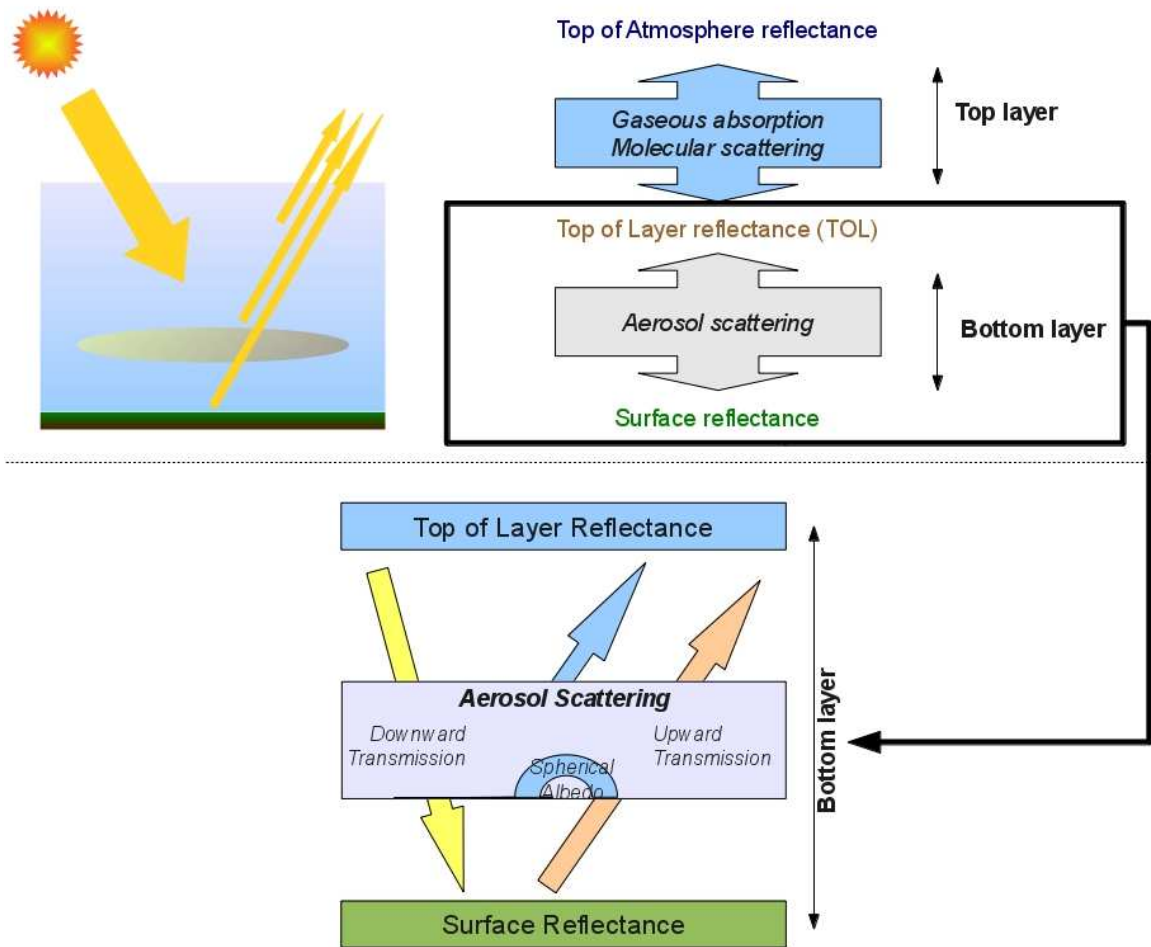 Top of Atmosphere reflectance
Gaseous absorption
Molecular scattering
Top layer
Top of Layer reflectance (TOL)
Aerosol scattering
Bottom layer
Surface reflectance
Top of Layer Reflectance
Aerosol Scattering
Downward
Transmission
Upward
Transmission
Spherical
Albedo
Bottom layer
Surface Reflectance